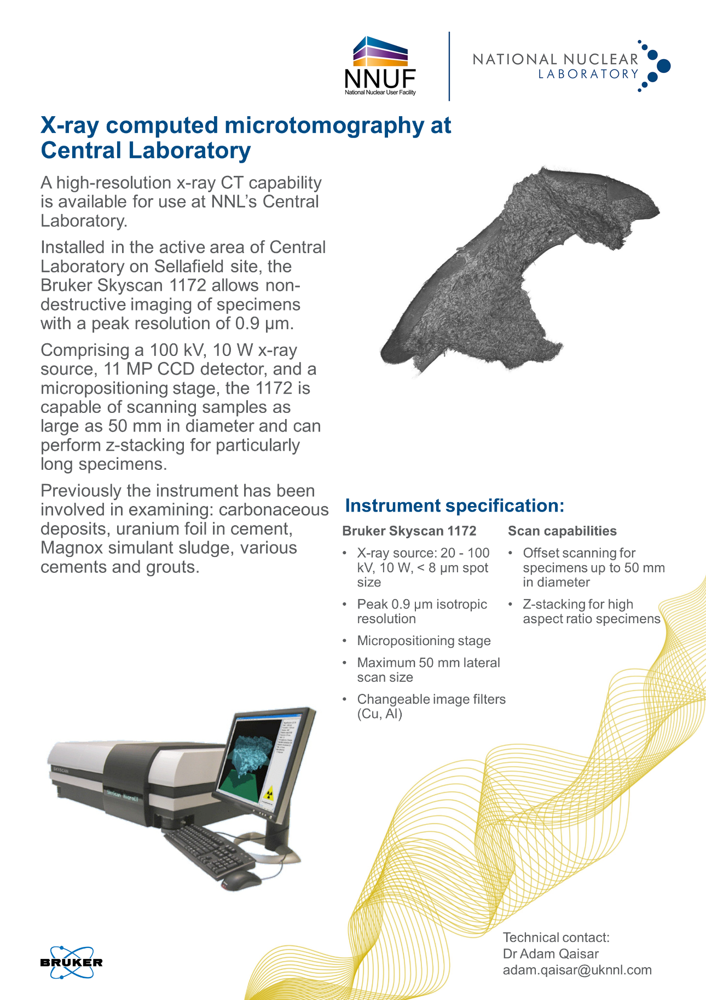 NNUF
National Nuclear User Facility
NATIONAL NUCLEAR
LABORATORY
X-ray computed microtomography at
Central Laboratory
A high-resolution x-ray CT capability
is available for use at NNL's Central
Laboratory.
Installed in the active area of Central
Laboratory on Sellafield site, the
Bruker Skyscan 1172 allows non-
destructive imaging of specimens
with a peak resolution of 0.9 µm.
Comprising a 100 kV, 10 W x-ray
source, 11 MP CCD detector, and a
micropositioning stage, the 1172 is
capable of scanning samples as
large as 50 mm in diameter and can
perform z-stacking for particularly
long specimens.
Previously the instrument has been
involved in examining: carbonaceous
deposits, uranium foil in cement,
Magnox simulant sludge, various
cements and grouts.
Instrument specification:
Bruker Skyscan 1172
• X-ray source: 20 - 100
kV, 10 W, < 8 µm spot
size
• Peak 0.9 µm isotropic
resolution
• Micropositioning stage
• Maximum 50 mm lateral
scan size
• Changeable image filters
(Cu, Al)
Scan capabilities
• Offset scanning for
specimens up to 50 mm
in diameter
• Z-stacking for high
aspect ratio specimens
SKYSCAN
SkyScan MicroCT
BRUKER
Technical contact:
Dr Adam Qaisar
adam.qaisar@uknnl.com